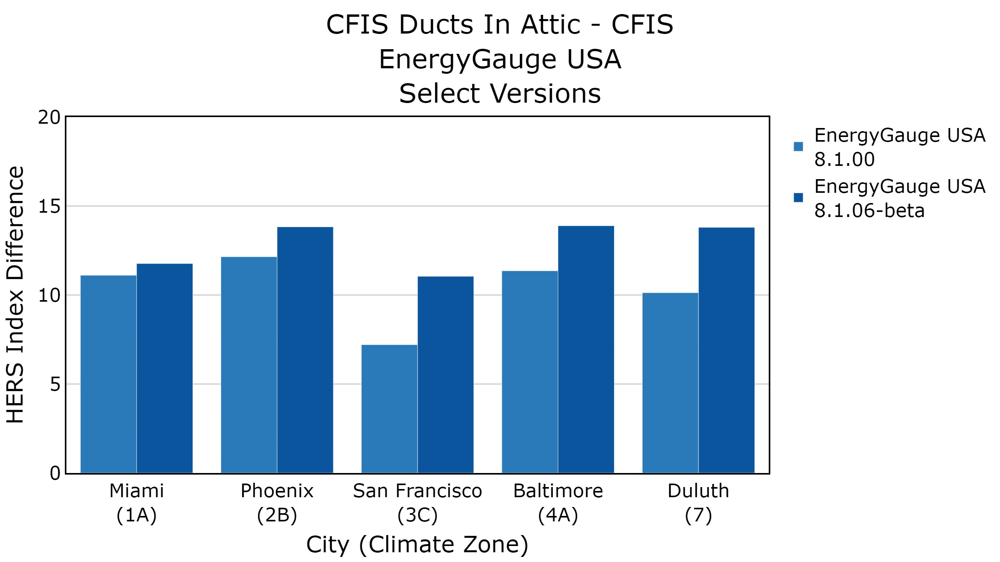 CFIS Ducts In Attic - CFIS
EnergyGauge USA
Select Versions
HERS Index Difference
20
15
10
5
0
EnergyGauge USA
8.1.00
EnergyGauge USA
8.1.06-beta
Miami
(1A)
Phoenix
(2B)
San Francisco
(3C)
Baltimore
(4A)
Duluth
(7)
City (Climate Zone)